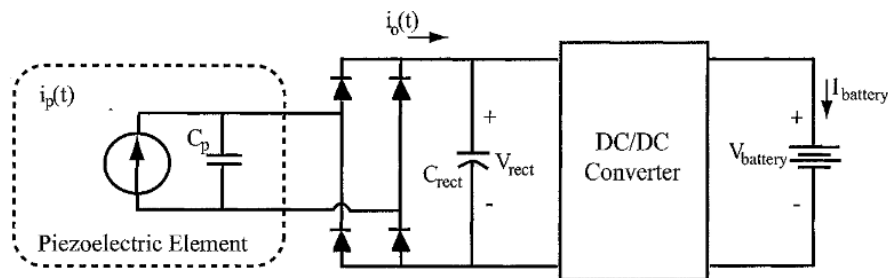 i_o(t)
i_p(t)
C_p
Piezoelectric Element
C_rect
+
V_rect
-
DC/DC
Converter
I_battery
+
V_battery
-